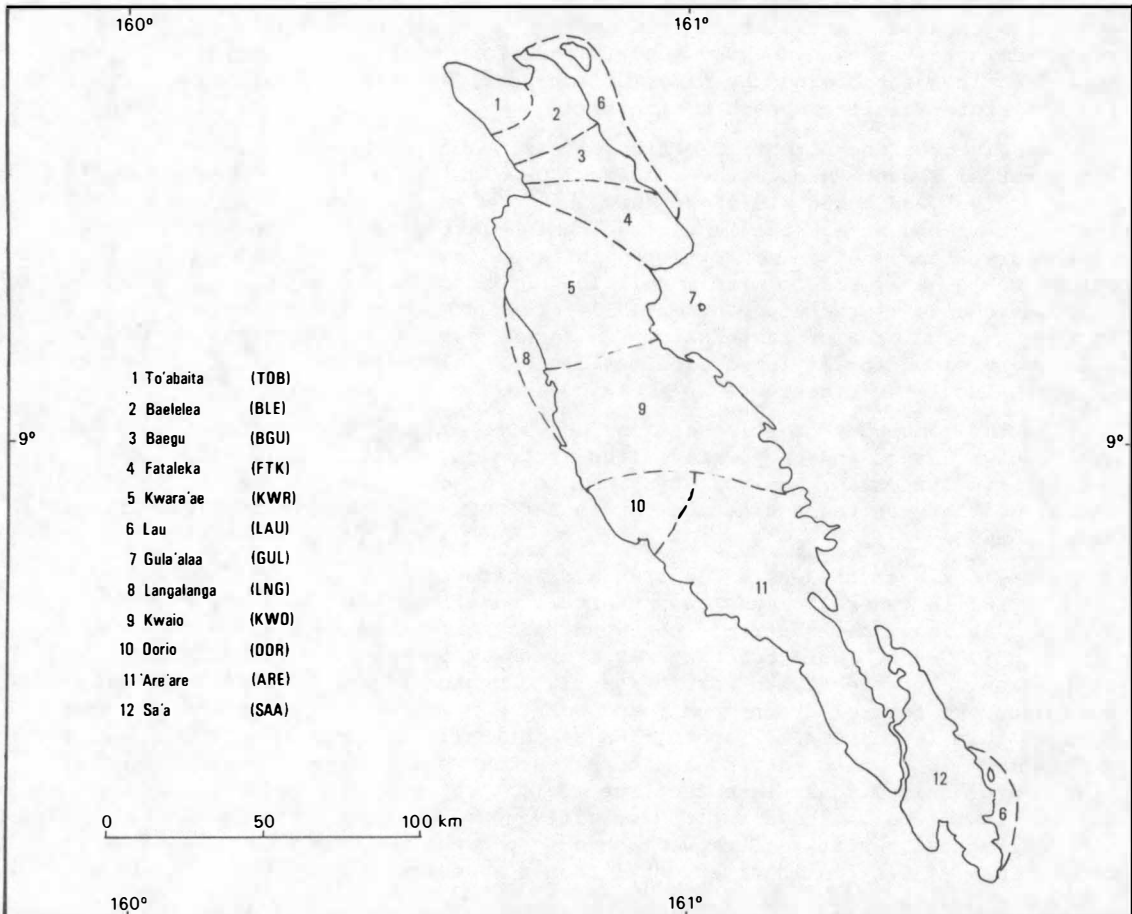 160° 161°
1
2
6
3
4
5
7
8
1 To'abaita (TOB)
2 Baelelea (BLE)
9° 9 9°
3 Baegu (BGU)
4 Fataleka (FTK)
5 Kwara'ae (KWR)
10
6 Lau (LAU)
7 Gula'alaa (GUL)
11
8 Langalanga (LNG)
9 Kwaio (KWO)
10 Dorio (DOR)
11 'Are'are (ARE)
12 Sa'a (SAA)
12
6
0 50 100 km
160° 161°